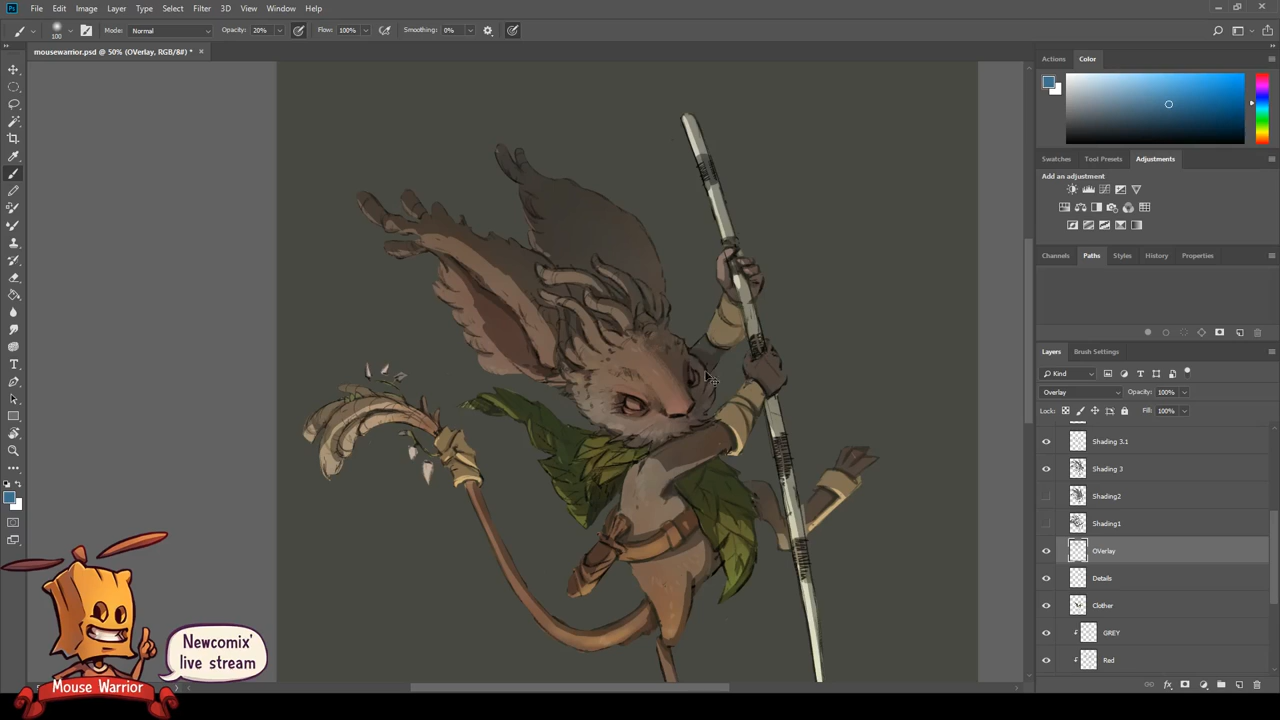 Ps File Edit Image Layer Type Select Filter 3D View Window Help
100 Mode: Normal Opacity: 20% Flow: 100% Smoothing: 0%
mousewarrior.psd @ 50% (OVerlay, RGB/8#) * ×
Actions Color
Swatches Tool Presets Adjustments
Add an adjustment
Channels Paths Styles History Properties
Layers Brush Settings
Kind
Overlay Opacity: 100%
Lock: Fill: 100%
Shading 3.1
Shading 3
Shading2
Shading1
OVerlay
Details
Clother
GREY
Red
Newcomix'
live stream
Mouse Warrior